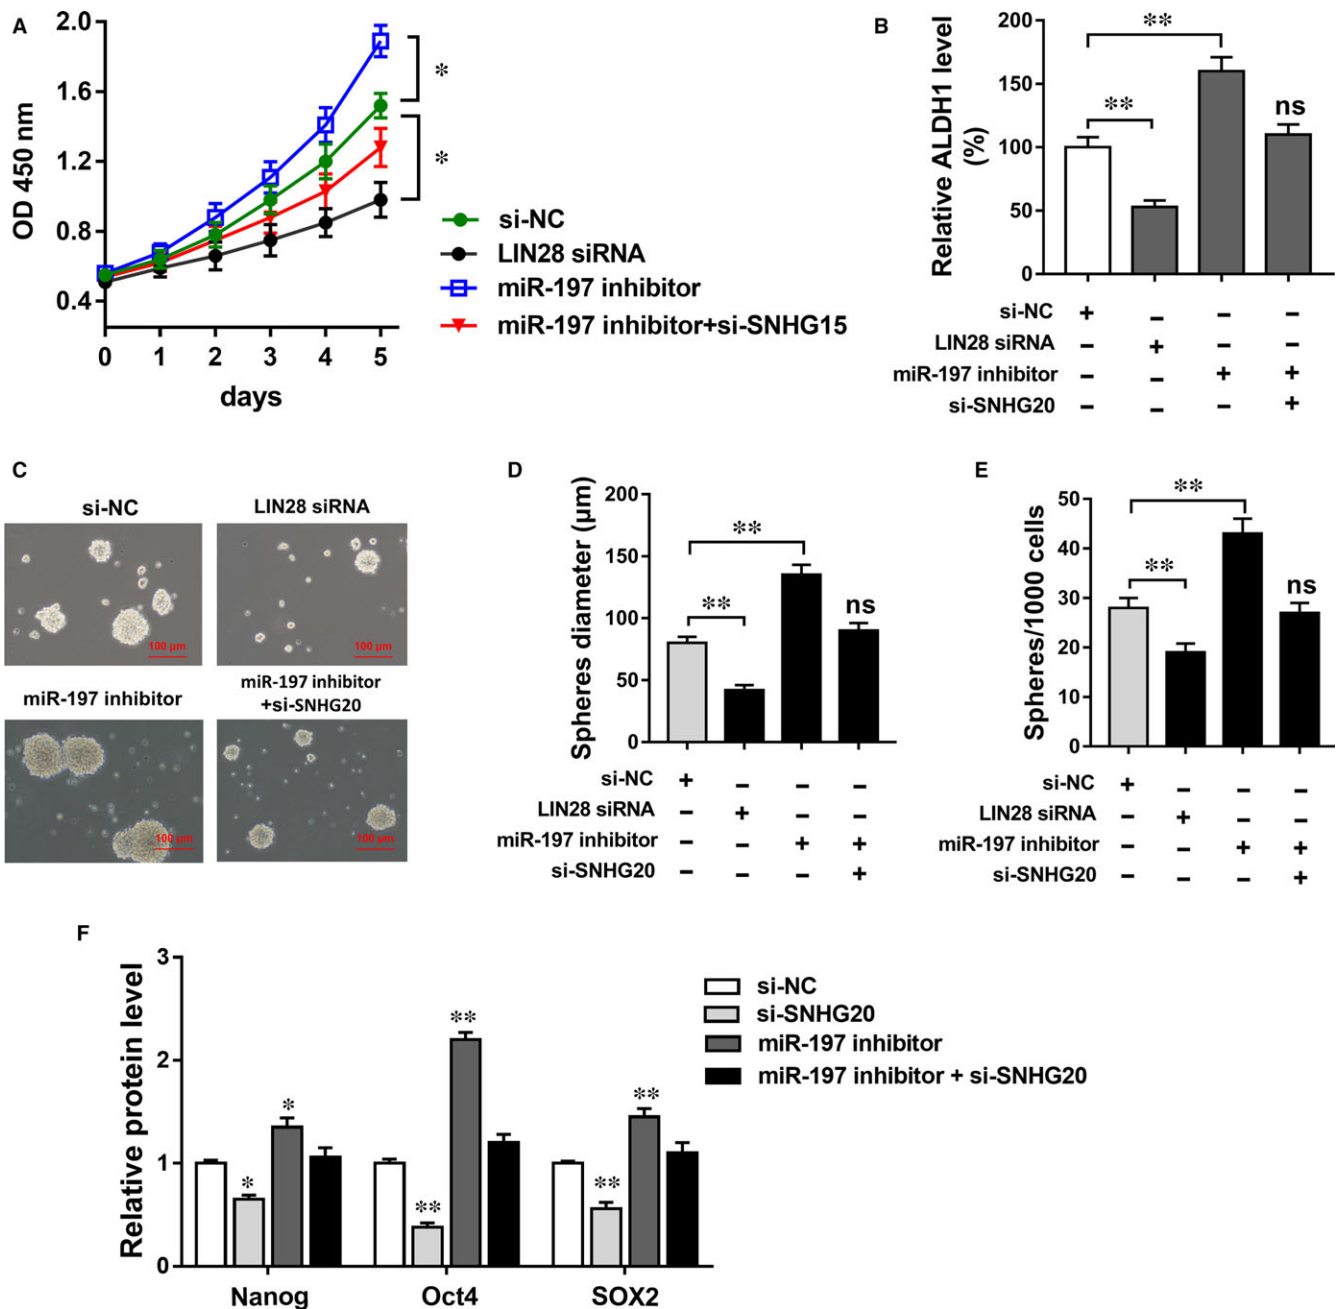 A
OD 450 nm
2.0
1.6
1.2
0.8
0.4
0 1 2 3 4 5
days
*
*
si-NC
LIN28 siRNA
miR-197 inhibitor
miR-197 inhibitor+si-SNHG15
B
Relative ALDH1 level
(%)
200
150
100
50
0
**
**
ns
si-NC + – – –
LIN28 siRNA – + – –
miR-197 inhibitor – – + +
si-SNHG20 – – – +
C
si-NC
LIN28 siRNA
100 μm
100 μm
miR-197 inhibitor
miR-197 inhibitor
+si-SNHG20
100 μm
100 μm
D
Spheres diameter (μm)
200
150
100
50
0
**
**
ns
si-NC + – – –
LIN28 siRNA – + – –
miR-197 inhibitor – – + +
si-SNHG20 – – – +
E
Spheres/1000 cells
50
40
30
20
10
0
**
**
ns
si-NC + – – –
LIN28 siRNA – + – –
miR-197 inhibitor – – + +
si-SNHG20 – – – +
F
Relative protein level
3
2
1
0
* *
** **
** **
Nanog Oct4 SOX2
si-NC
si-SNHG20
miR-197 inhibitor
miR-197 inhibitor + si-SNHG20